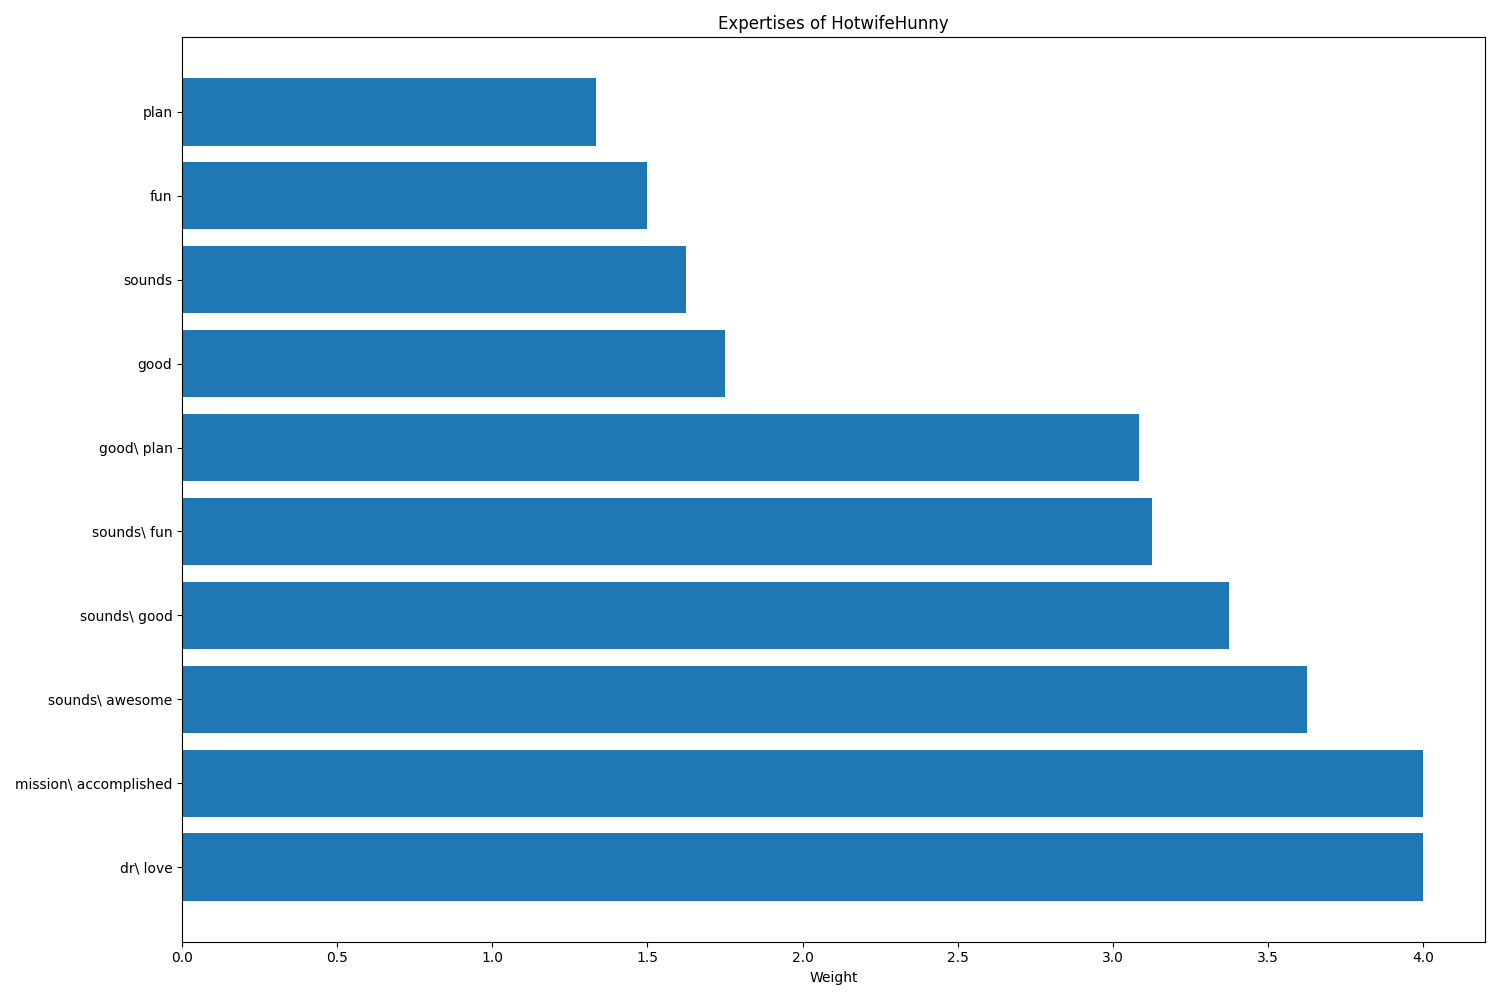 Expertises of HotwifeHunny
plan
fun
sounds
good
good\ plan
sounds\ fun
sounds\ good
sounds\ awesome
mission\ accomplished
dr\ love
0.0 0.5 1.0 1.5 2.0 2.5 3.0 3.5 4.0
Weight